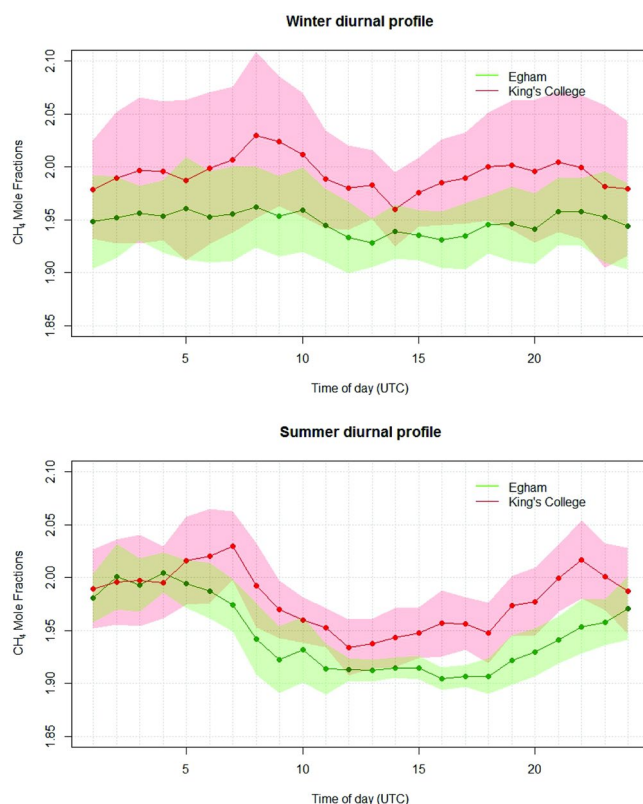 Winter diurnal profile
2.10
2.05
2.00
1.95
1.90
1.85
CH₄ Mole Fractions
Egham
King's College
5 10 15 20
Time of day (UTC)
Summer diurnal profile
2.10
2.05
2.00
1.95
1.90
1.85
CH₄ Mole Fractions
Egham
King's College
5 10 15 20
Time of day (UTC)